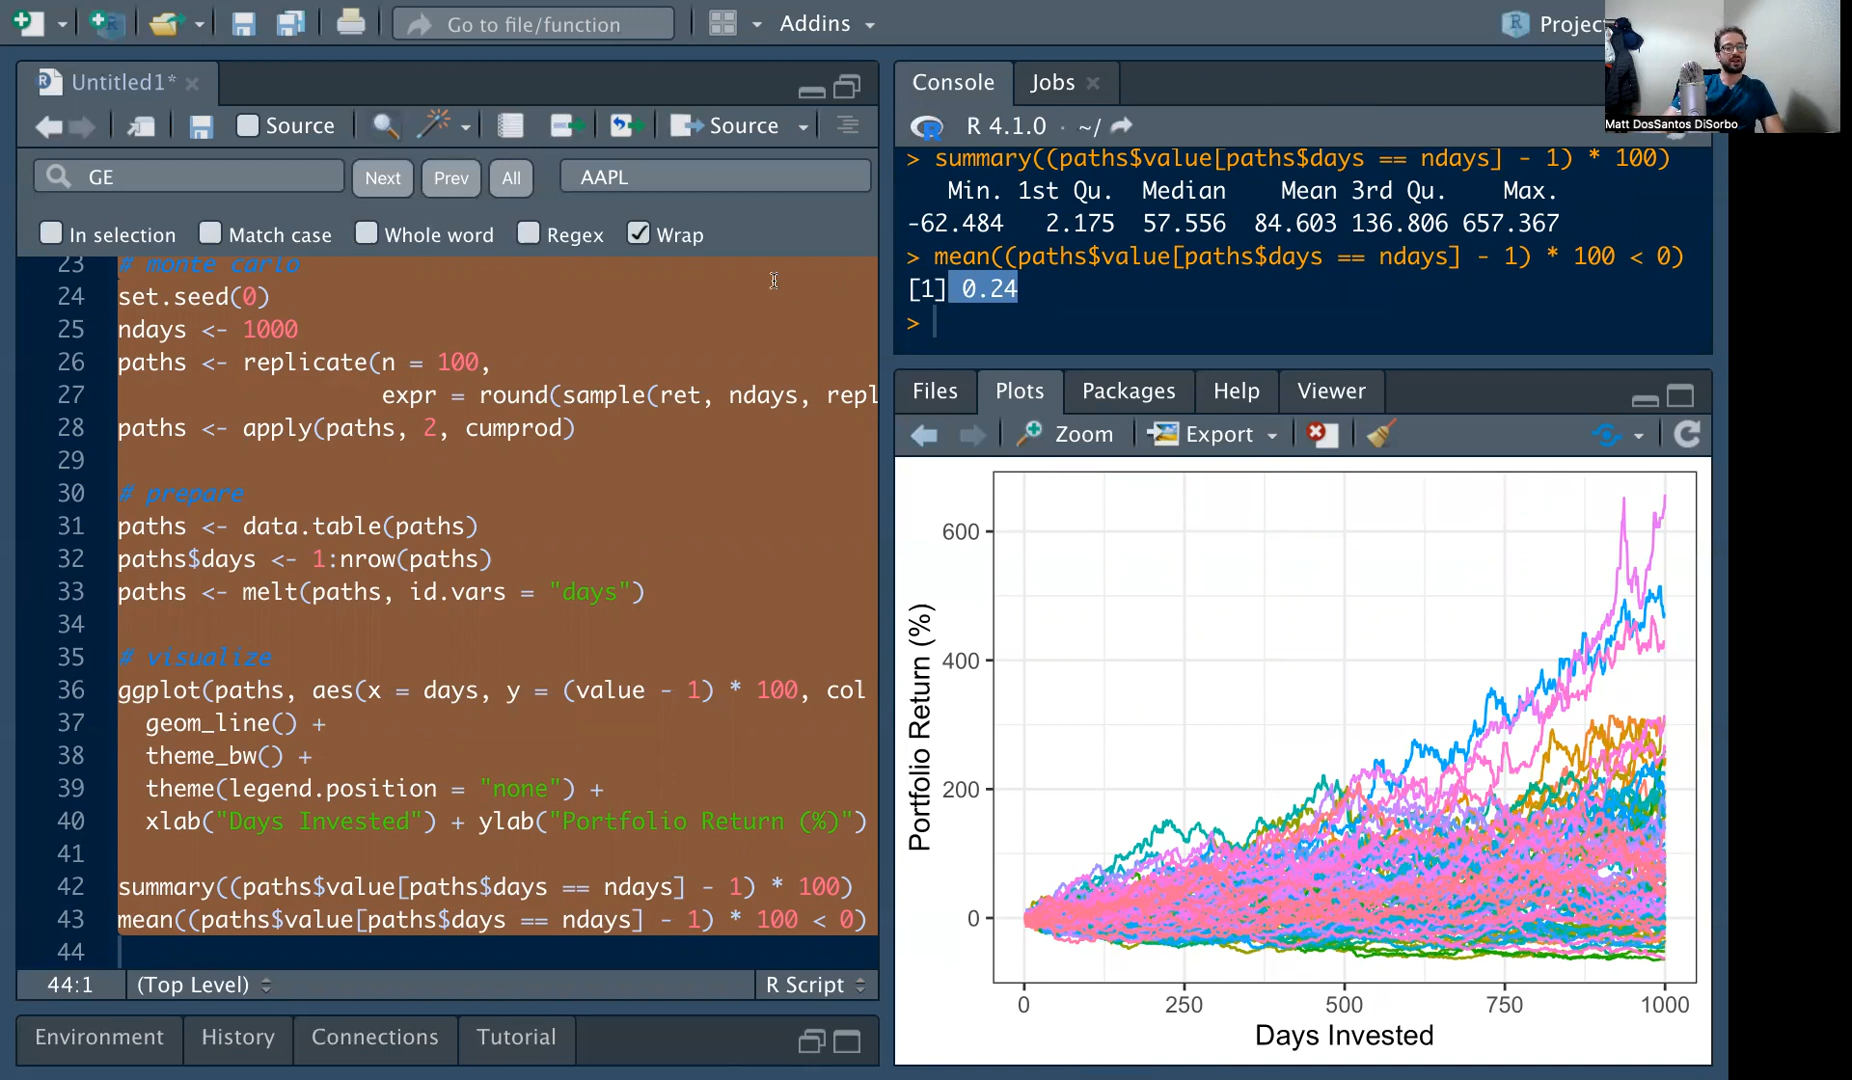 Go to file/function
Addins
Projec
Untitled1*
Source
Source
GE
Next
Prev
All
AAPL
In selection
Match case
Whole word
Regex
Wrap
23 # monte carlo
24 set.seed(0)
25 ndays <- 1000
26 paths <- replicate(n = 100,
27 expr = round(sample(ret, ndays, repl
28 paths <- apply(paths, 2, cumprod)
29
30 # prepare
31 paths <- data.table(paths)
32 paths$days <- 1:nrow(paths)
33 paths <- melt(paths, id.vars = "days")
34
35 # visualize
36 ggplot(paths, aes(x = days, y = (value - 1) * 100, col
37 geom_line() +
38 theme_bw() +
39 theme(legend.position = "none") +
40 xlab("Days Invested") + ylab("Portfolio Return (%)")
41
42 summary((paths$value[paths$days == ndays] - 1) * 100)
43 mean((paths$value[paths$days == ndays] - 1) * 100 < 0)
44
44:1
(Top Level)
R Script
Environment
History
Connections
Tutorial
Console
Jobs
Matt DosSantos DiSorbo
R 4.1.0 · ~/
> summary((paths$value[paths$days == ndays] - 1) * 100)
Min. 1st Qu. Median Mean 3rd Qu. Max.
-62.484 2.175 57.556 84.603 136.806 657.367
> mean((paths$value[paths$days == ndays] - 1) * 100 < 0)
[1] 0.24
>
Files
Plots
Packages
Help
Viewer
Zoom
Export
Portfolio Return (%)
600
400
200
0
0
250
500
750
1000
Days Invested